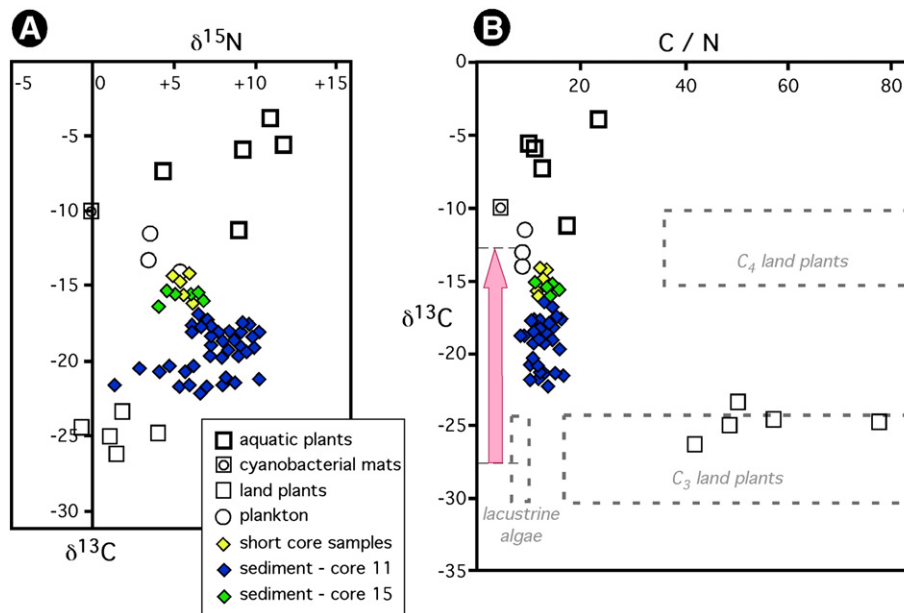 A
δ15N
-5
0
+5
+10
+15
-5
-10
-15
-20
-25
-30
δ13C
aquatic plants
cyanobacterial mats
land plants
plankton
short core samples
sediment - core 11
sediment - core 15
B
C / N
0
20
40
60
80
-5
-10
-15
-20
-25
-30
-35
δ13C
C4 land plants
C3 land plants
lacustrine
algae